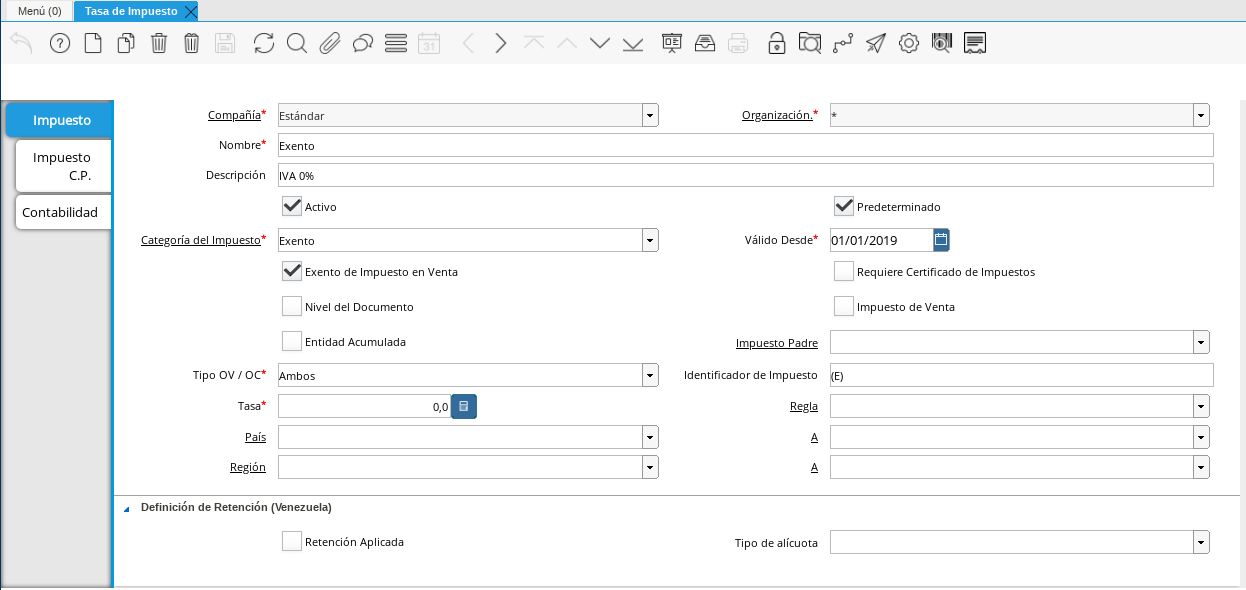 Menú (0)
Tasa de Impuesto
31
Impuesto
Impuesto
C.P.
Contabilidad
Compañía* Estándar Organización.* *
Nombre* Exento
Descripción IVA 0%
Activo Predeterminado
Categoría del Impuesto* Exento Válido Desde* 01/01/2019
Exento de Impuesto en Venta Requiere Certificado de Impuestos
Nivel del Documento Impuesto de Venta
Entidad Acumulada Impuesto Padre
Tipo OV / OC* Ambos Identificador de Impuesto (E)
Tasa* 0,0 Regla
País A
Región A
Definición de Retención (Venezuela)
Retención Aplicada Tipo de alícuota